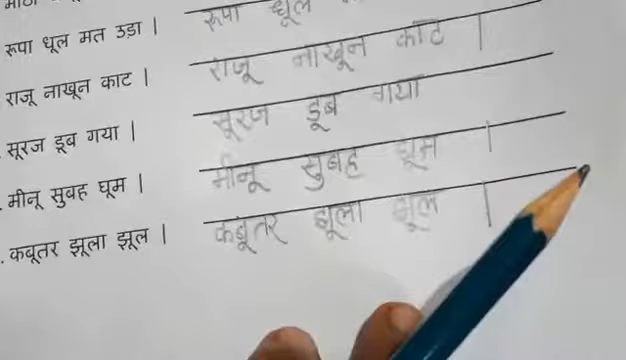 रूपा धूल
रूपा धूल मत उड़ा |
राजू नाखून काट |
राजू नाखून काट |
सूरज डूब गया
सूरज डूब गया |
मीनू सुबह घूम |
मीनू सुबह घूम |
कबूतर झूला झूल |
कबूतर झूला झूल |